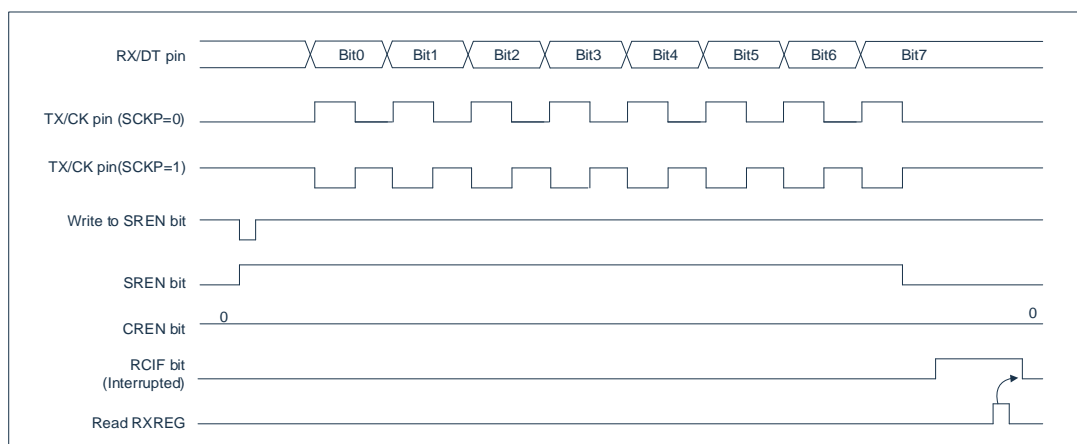 RX/DT pin
Bit0 Bit1 Bit2 Bit3 Bit4 Bit5 Bit6 Bit7
TX/CK pin (SCKP=0)
TX/CK pin(SCKP=1)
Write to SREN bit
SREN bit
0 0
CREN bit
RCIF bit
(Interrupted)
Read RXREG